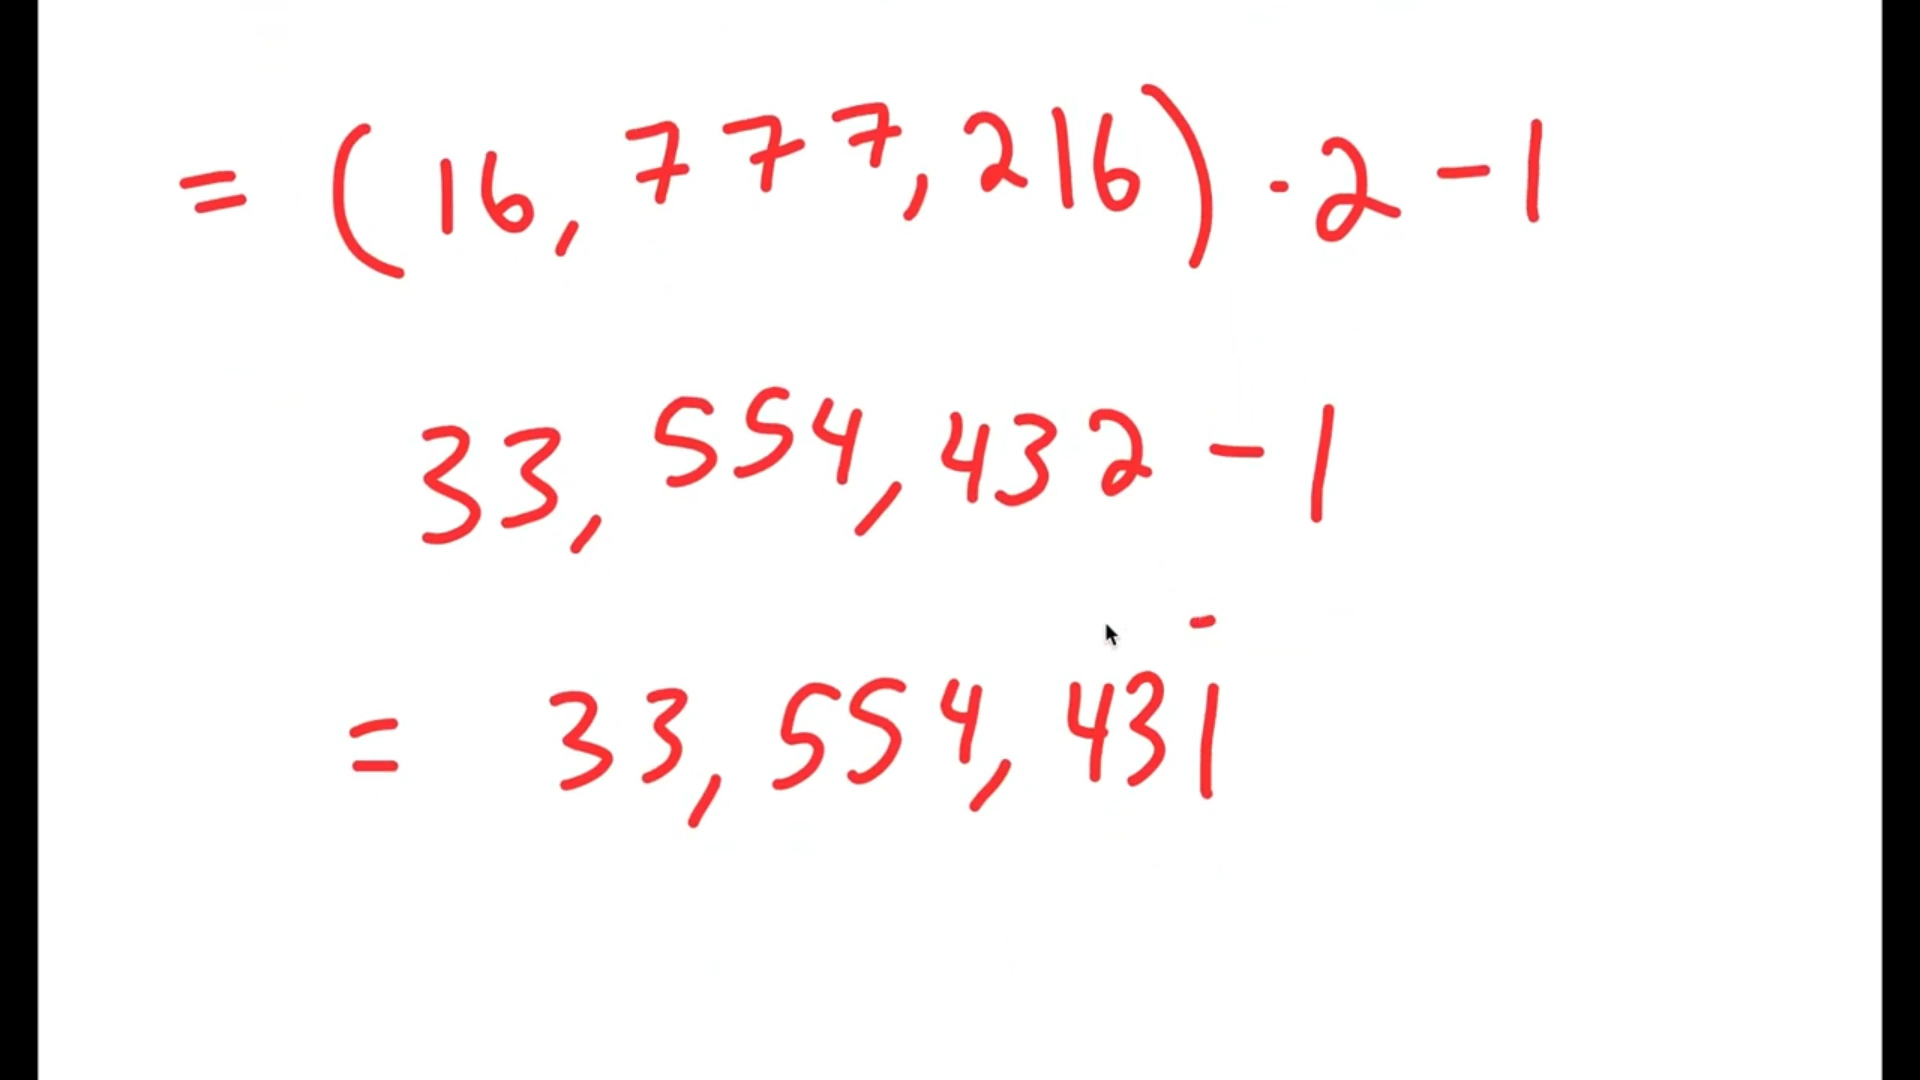 = (16,777,216) · 2 - 1
33,554,432 - 1
= 33,554,431